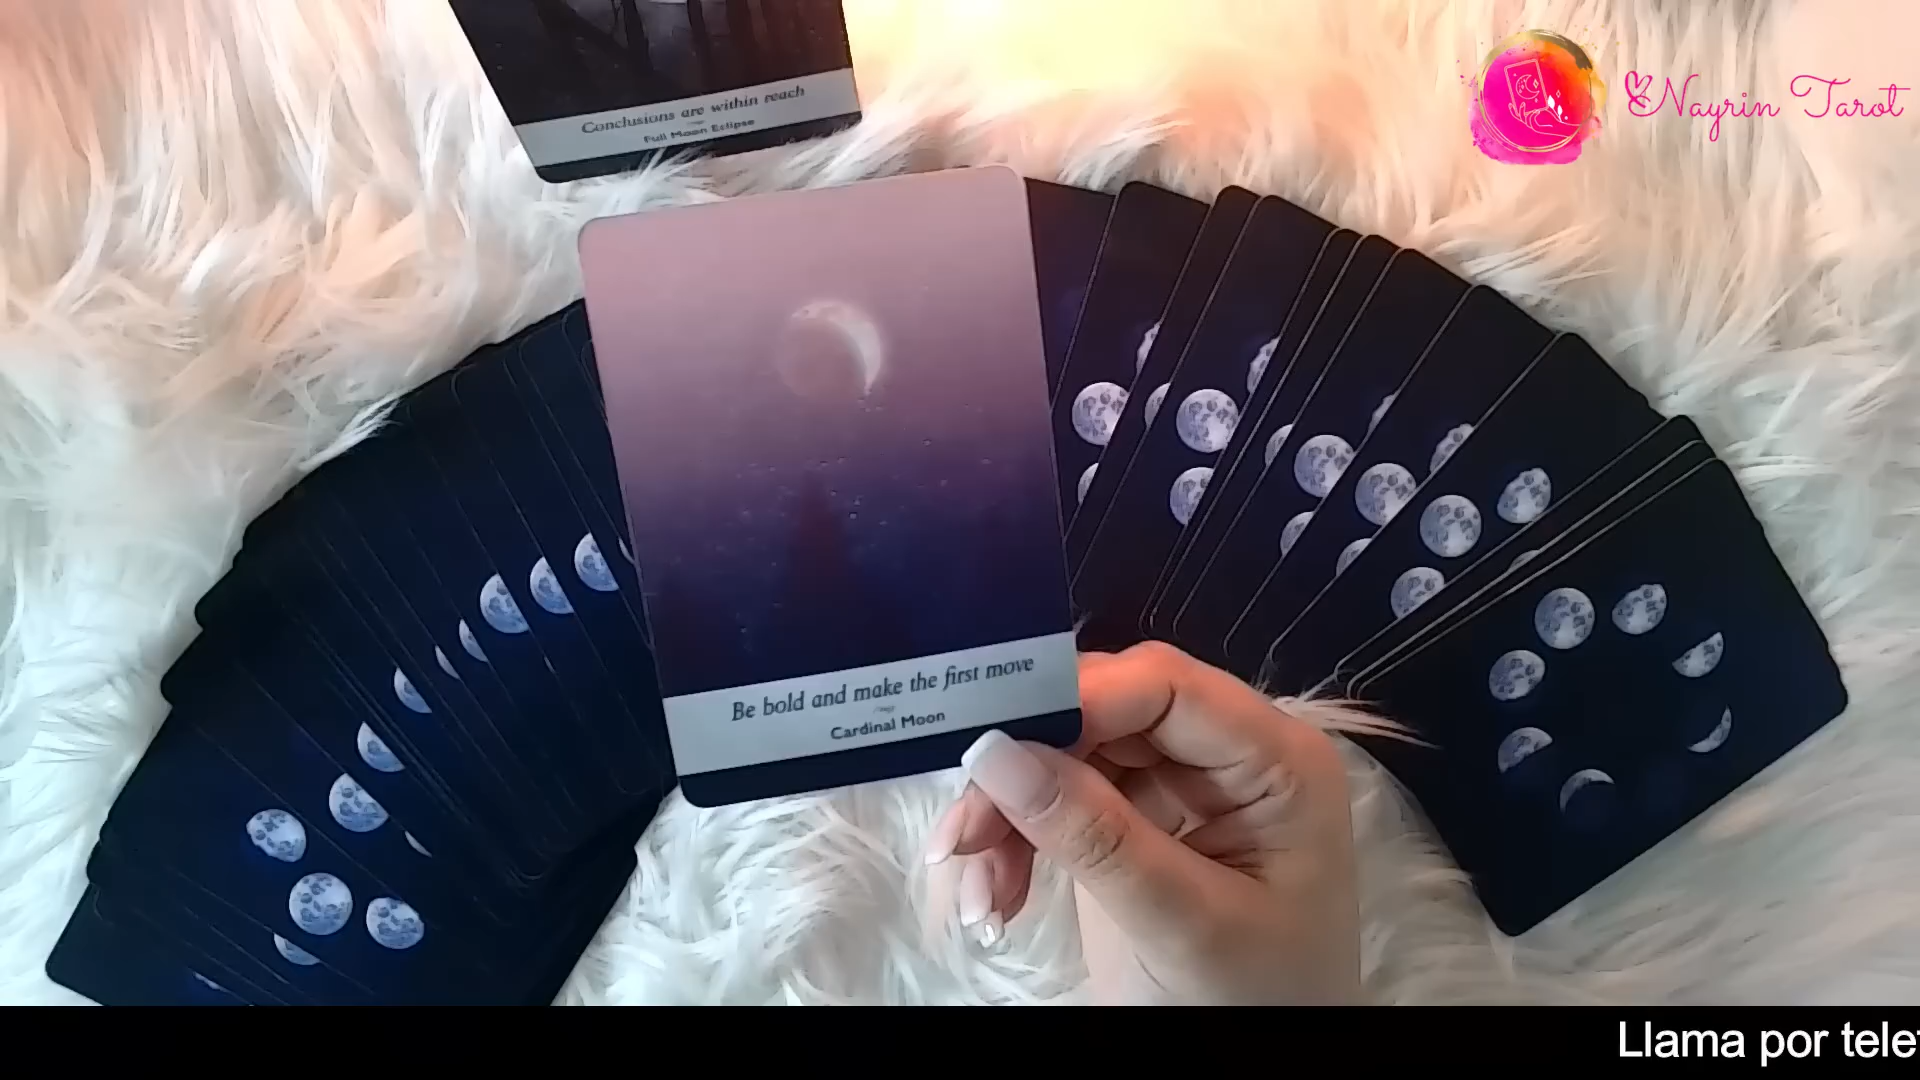 Conclusions are within reach
Full Moon Eclipse
Nayrin Tarot
Be bold and make the first move
Cardinal Moon
Llama por